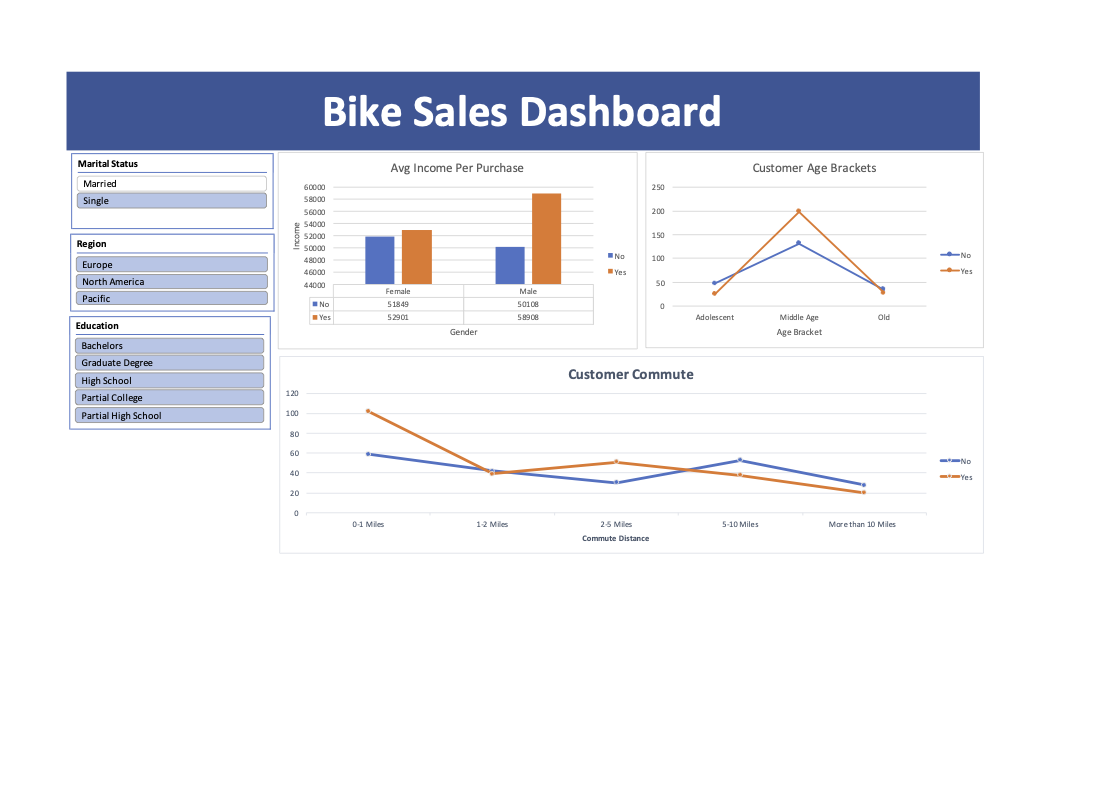 Bike Sales Dashboard
Marital Status
Married
Single
Region
Europe
North America
Pacific
Education
Bachelors
Graduate Degree
High School
Partial College
Partial High School
Avg Income Per Purchase
Income
60000
58000
56000
54000
52000
50000
48000
46000
44000
Female Male
No 51849 50108
Yes 52901 58908
Gender
No
Yes
Customer Age Brackets
250
200
150
100
50
0
Adolescent Middle Age Old
Age Bracket
No
Yes
Customer Commute
120
100
80
60
40
20
0
0-1 Miles 1-2 Miles 2-5 Miles 5-10 Miles More than 10 Miles
Commute Distance
No
Yes